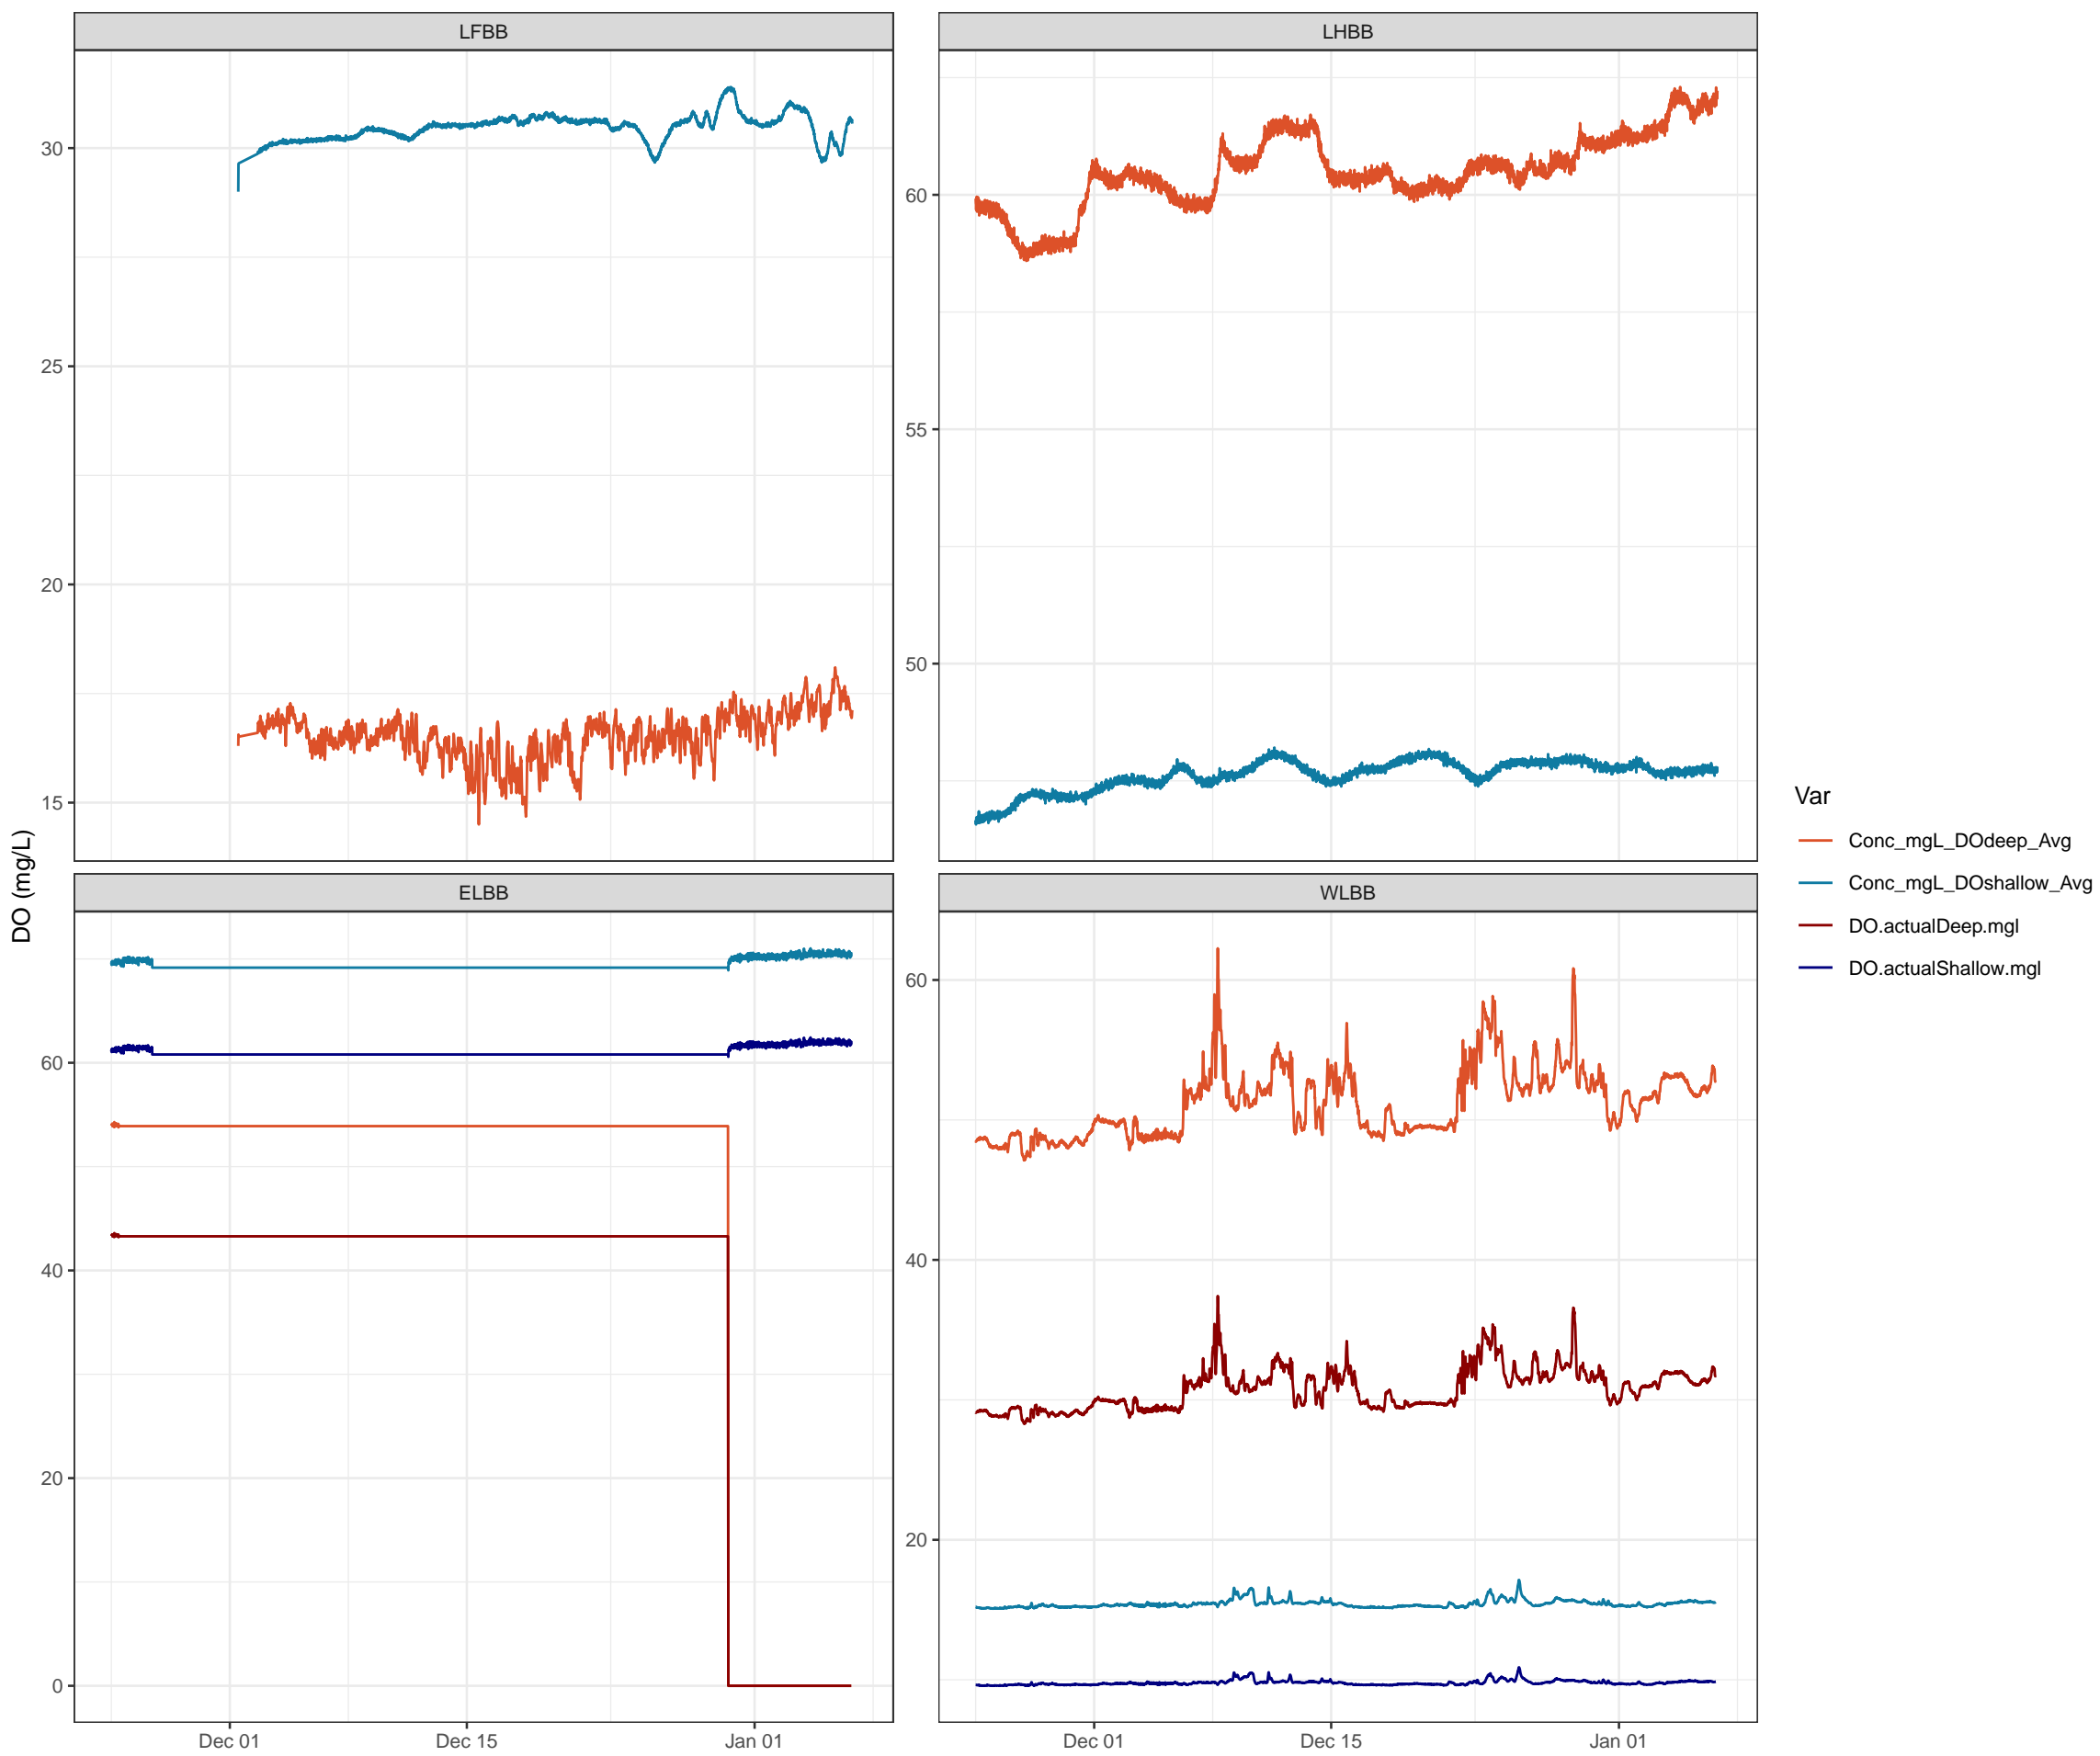 LFBB
LHBB
30
25
20
15
60
55
50
DO (mg/L)
ELBB
WLBB
60
40
20
0
60
40
20
Dec 01
Dec 15
Jan 01
Dec 01
Dec 15
Jan 01
Var
Conc_mgL_DOdeep_Avg
Conc_mgL_DOshallow_Avg
DO.actualDeep.mgl
DO.actualShallow.mgl